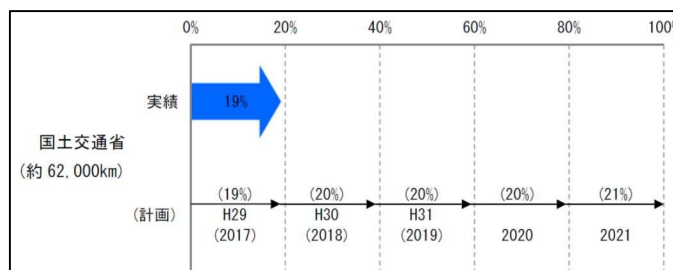 0% 20% 40% 60% 80% 100%
実績 19%
国土交通省
(約 62,000km)
(19%) (20%) (20%) (20%) (21%)
(計画) H29 H30 H31
(2017) (2018) (2019) 2020 2021